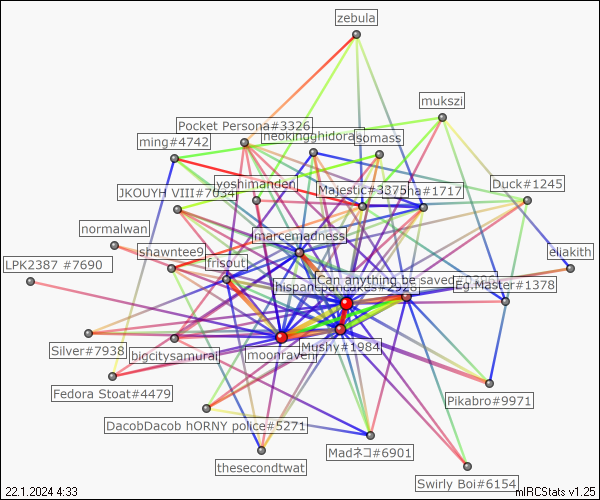 zebula
mukszi
Pocket Persona#3326
neokingghidorah
somass
ming#4742
yoshimanden
Majestic#3375
ha#1717
Duck#1245
JKOUYH VIII#7034
normalwan
marcemadness
shawntee9
frisout
eliakith
LPK2387 #7690
Can anything be saved
hispanicpancakes#2928
Eg.Master#1378
Silver#7938
bigcitysamurai
moonraven
Mushy#1984
Fedora Stoat#4479
Pikabro#9971
DacobDacob hORNY police#5271
Madネコ#6901
thesecondtwat
Swirly Boi#6154
22.1.2024 4:33
mIRCStats v1.25